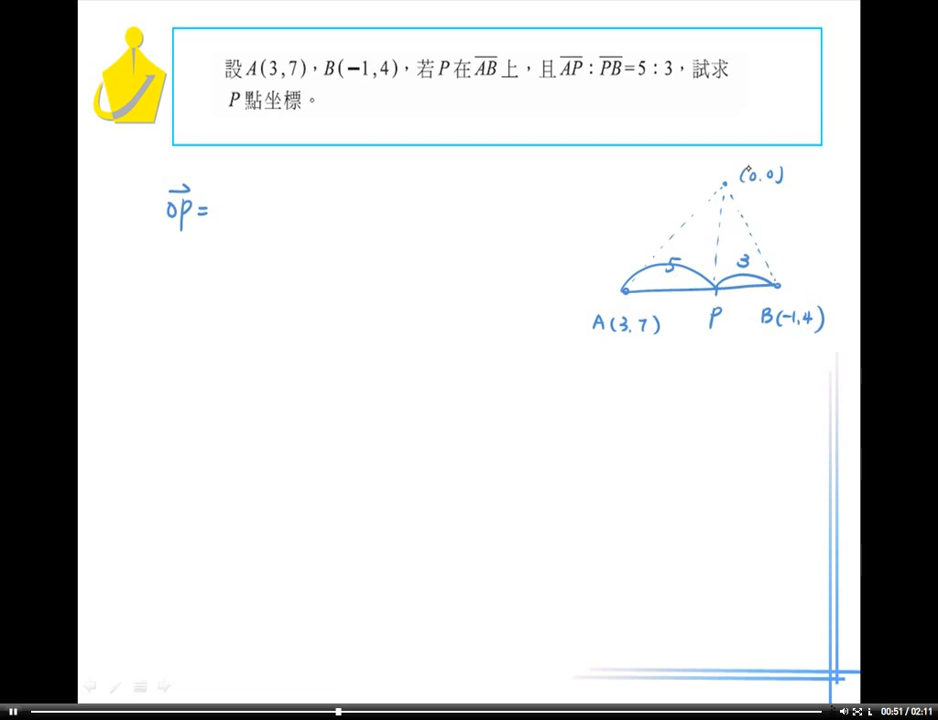 設A(3,7),B(−1,4),若P在AB上,且AP:PB=5:3,試求
P點坐標。
(0.0)
OP=
5
3
A(3.7)
P
B(-1,4)
00:51 / 02:11